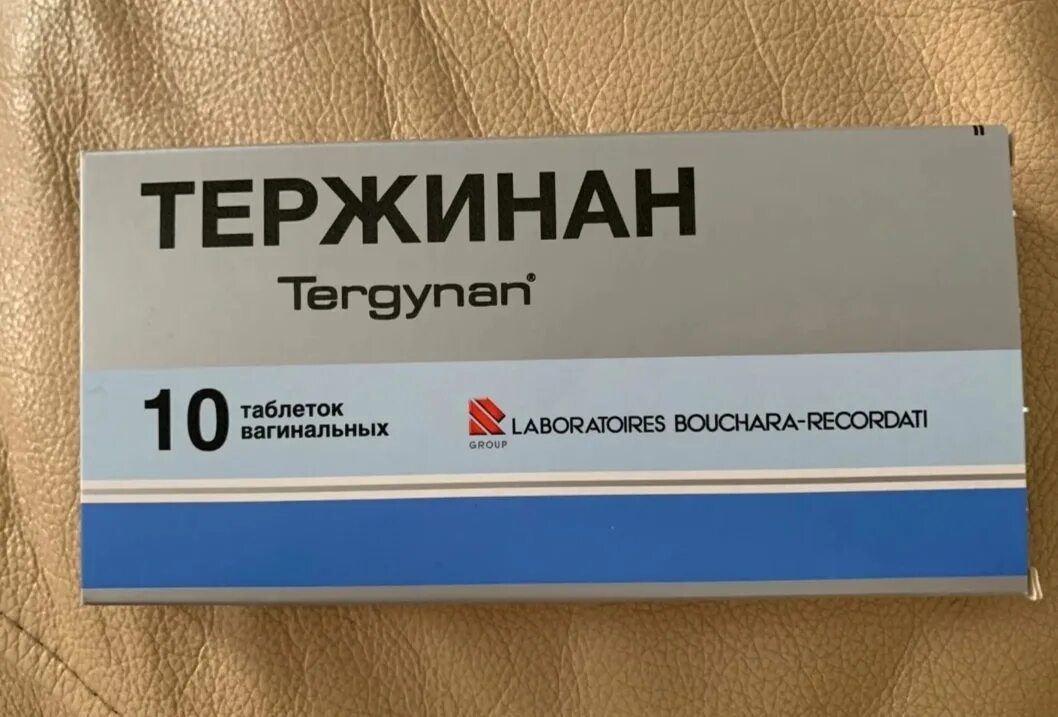 ТЕРЖИНАН
Tergynan®
10 таблеток
вагинальных
LABORATOIRES BOUCHARA-RECORDATI
GROUP